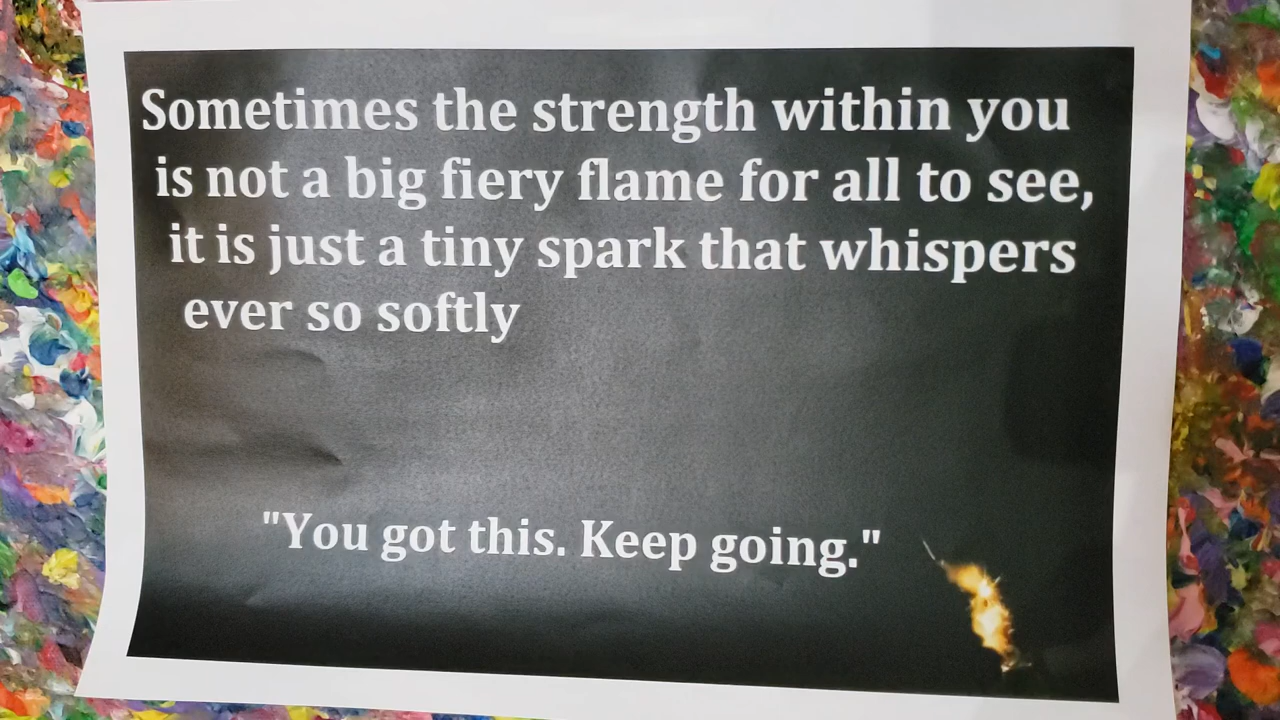 Sometimes the strength within you
is not a big fiery flame for all to see,
it is just a tiny spark that whispers
ever so softly
"You got this. Keep going."